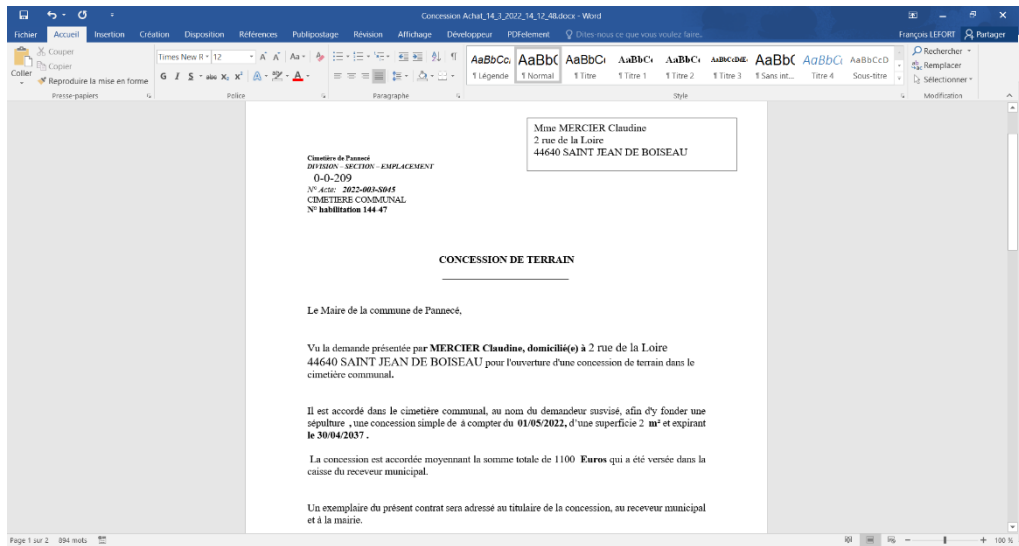 Concession Achat_14_3_2022_14_12_48.docx - Word
Fichier Accueil Insertion Création Disposition Références Publipostage Révision Affichage Développeur PDFelement Dites-nous ce que vous voulez faire. François LEFORT Partager
Couper
Copier
Coller
Reproduire la mise en forme
Times New R 12
G I S abc X₂ X²
AaBbCc AaBb( AaBbC AaBbC AaBbC AaBbCcDdE AaBb( AaBbC AaBbCcD
¶ Légende ¶ Normal ¶ Titre ¶ Titre 1 ¶ Titre 2 ¶ Titre 3 ¶ Sans int... Titre 4 Sous-titre
Rechercher
Remplacer
Sélectionner
Presse-papiers Police Paragraphe Style Modification
Mme MERCIER Claudine
2 rue de la Loire
44640 SAINT JEAN DE BOISEAU
Cimetière de Pannecé
DIVISION – SECTION – EMPLACEMENT
0-0-209
N° Acte: 2022-003-S045
CIMETIERE COMMUNAL
N° habilitation 144-47
CONCESSION DE TERRAIN
Le Maire de la commune de Pannecé,
Vu la demande présentée par MERCIER Claudine, domicilié(e) à 2 rue de la Loire
44640 SAINT JEAN DE BOISEAU pour l'ouverture d'une concession de terrain dans le
cimetière communal.
Il est accordé dans le cimetière communal, au nom du demandeur susvisé, afin d'y fonder une
sépulture , une concession simple de à compter du 01/05/2022, d'une superficie 2 m² et expirant
le 30/04/2037 .
La concession est accordée moyennant la somme totale de 1100 Euros qui a été versée dans la
caisse du receveur municipal.
Un exemplaire du présent contrat sera adressé au titulaire de la concession, au receveur municipal
et à la mairie.
Page 1 sur 2 894 mots 100 %